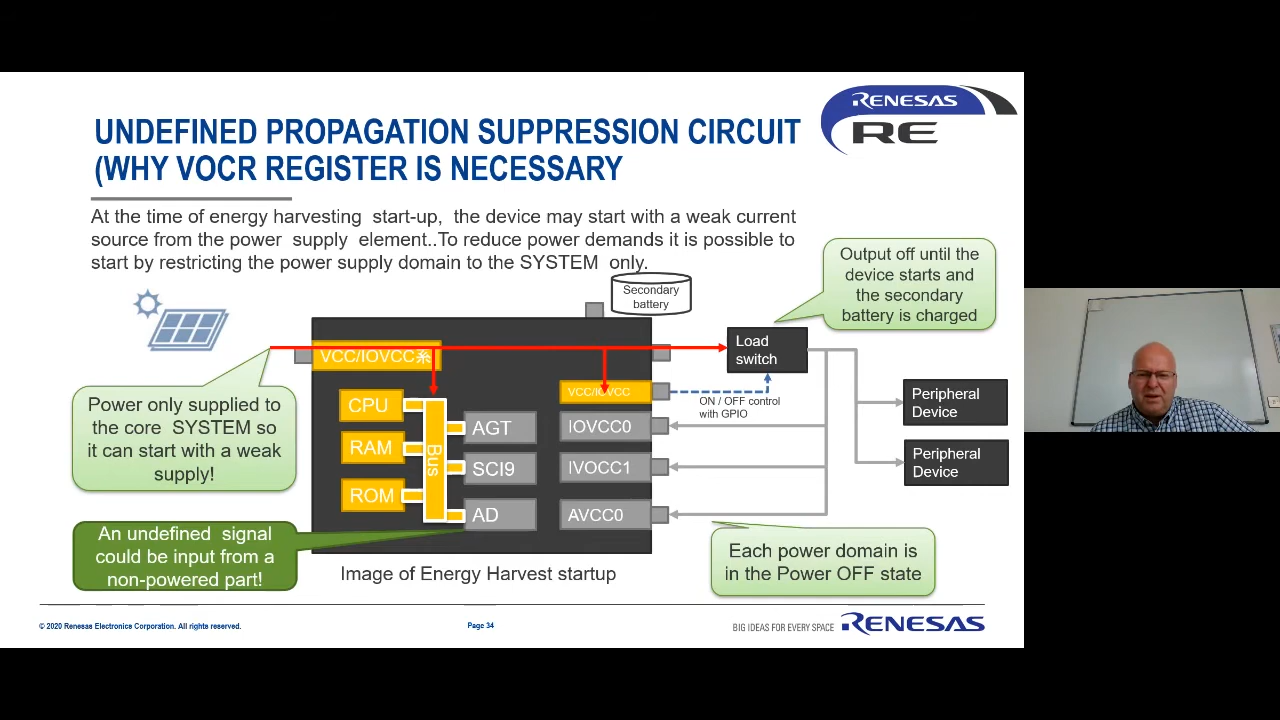 RENESAS
RE
UNDEFINED PROPAGATION SUPPRESSION CIRCUIT
(WHY VOCR REGISTER IS NECESSARY
At the time of energy harvesting start-up, the device may start with a weak current
source from the power supply element..To reduce power demands it is possible to
start by restricting the power supply domain to the SYSTEM only.
Output off until the
device starts and
the secondary
battery is charged
Secondary
battery
Load
switch
VCC/IOVCC系
VCC/IOVCC
ON / OFF control
with GPIO
Power only supplied to
the core SYSTEM so
it can start with a weak
supply!
CPU
RAM
ROM
Bus
AGT
SCI9
AD
IOVCC0
IVOCC1
AVCC0
Peripheral
Device
Peripheral
Device
An undefined signal
could be input from a
non-powered part!
Image of Energy Harvest startup
Each power domain is
in the Power OFF state
© 2020 Renesas Electronics Corporation. All rights reserved.
Page 34
BIG IDEAS FOR EVERY SPACE
RENESAS